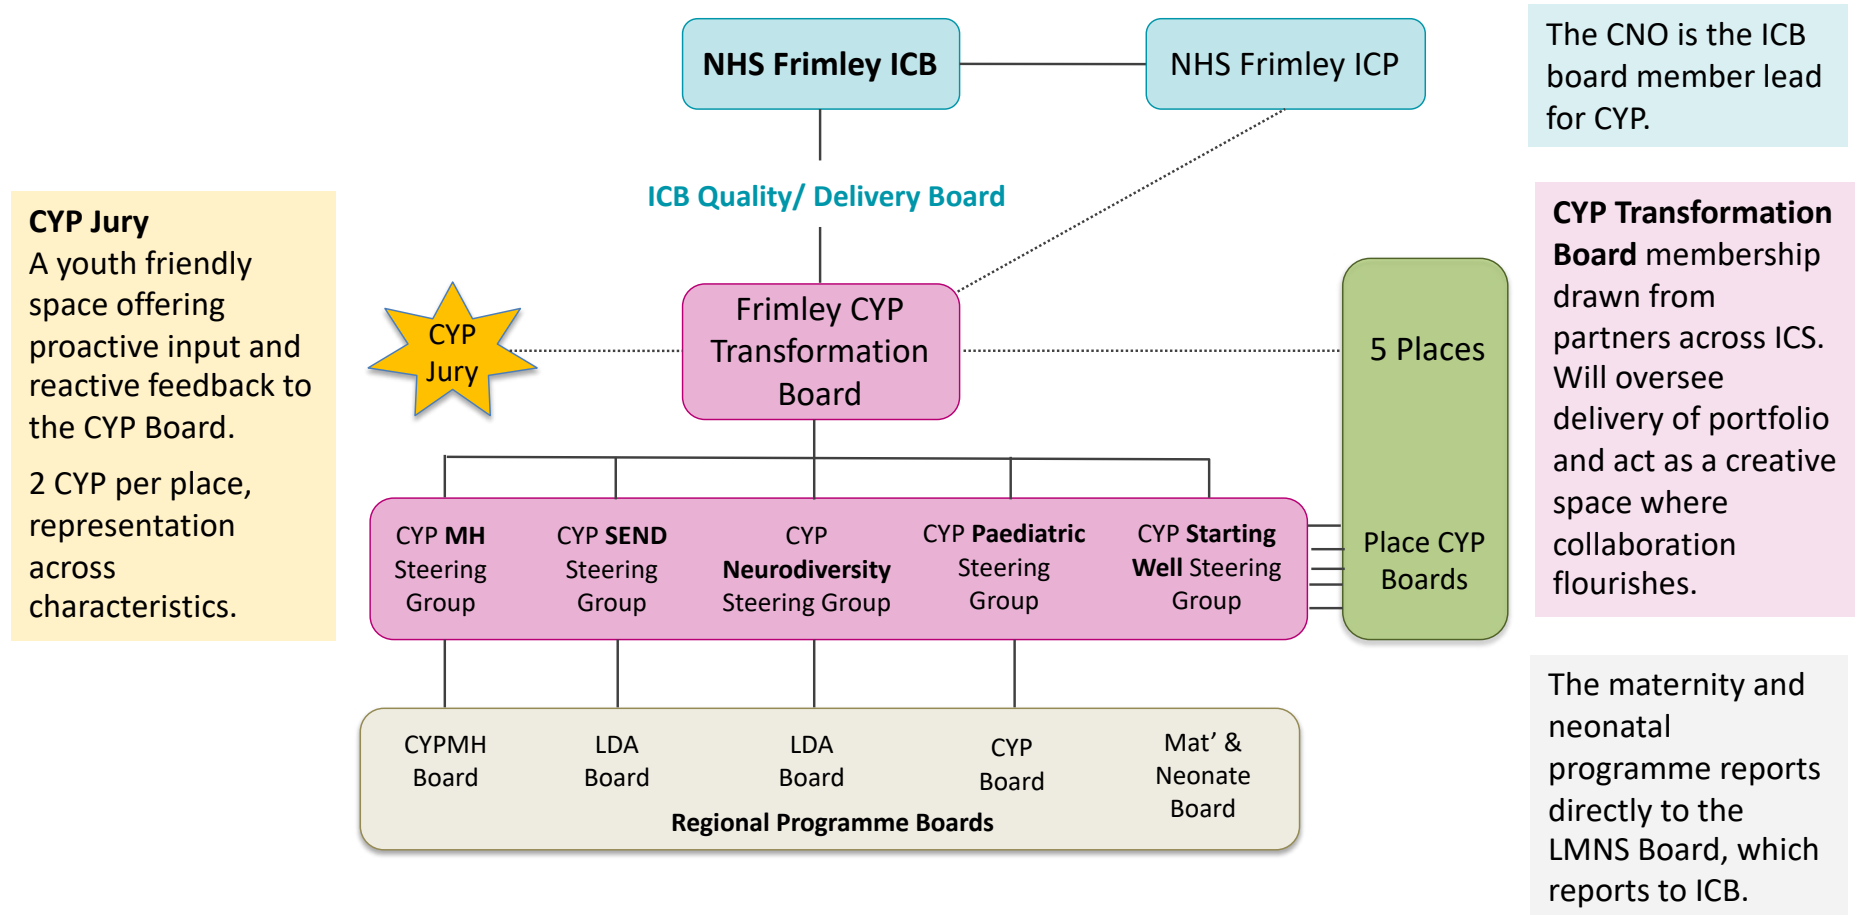 NHS Frimley ICB
NHS Frimley ICP
The CNO is the ICB
board member lead
for CYP.
ICB Quality/ Delivery Board
CYP Jury
A youth friendly
space offering
proactive input and
reactive feedback to
the CYP Board.
2 CYP per place,
representation
across
characteristics.
CYP
Jury
Frimley CYP
Transformation
Board
5 Places
Place CYP
Boards
CYP Transformation
Board membership
drawn from
partners across ICS.
Will oversee
delivery of portfolio
and act as a creative
space where
collaboration
flourishes.
CYP MH
Steering
Group
CYP SEND
Steering
Group
CYP
Neurodiversity
Steering Group
CYP Paediatric
Steering
Group
CYP Starting
Well Steering
Group
CYPMH
Board
LDA
Board
LDA
Board
CYP
Board
Mat’ &
Neonate
Board
Regional Programme Boards
The maternity and
neonatal
programme reports
directly to the
LMNS Board, which
reports to ICB.